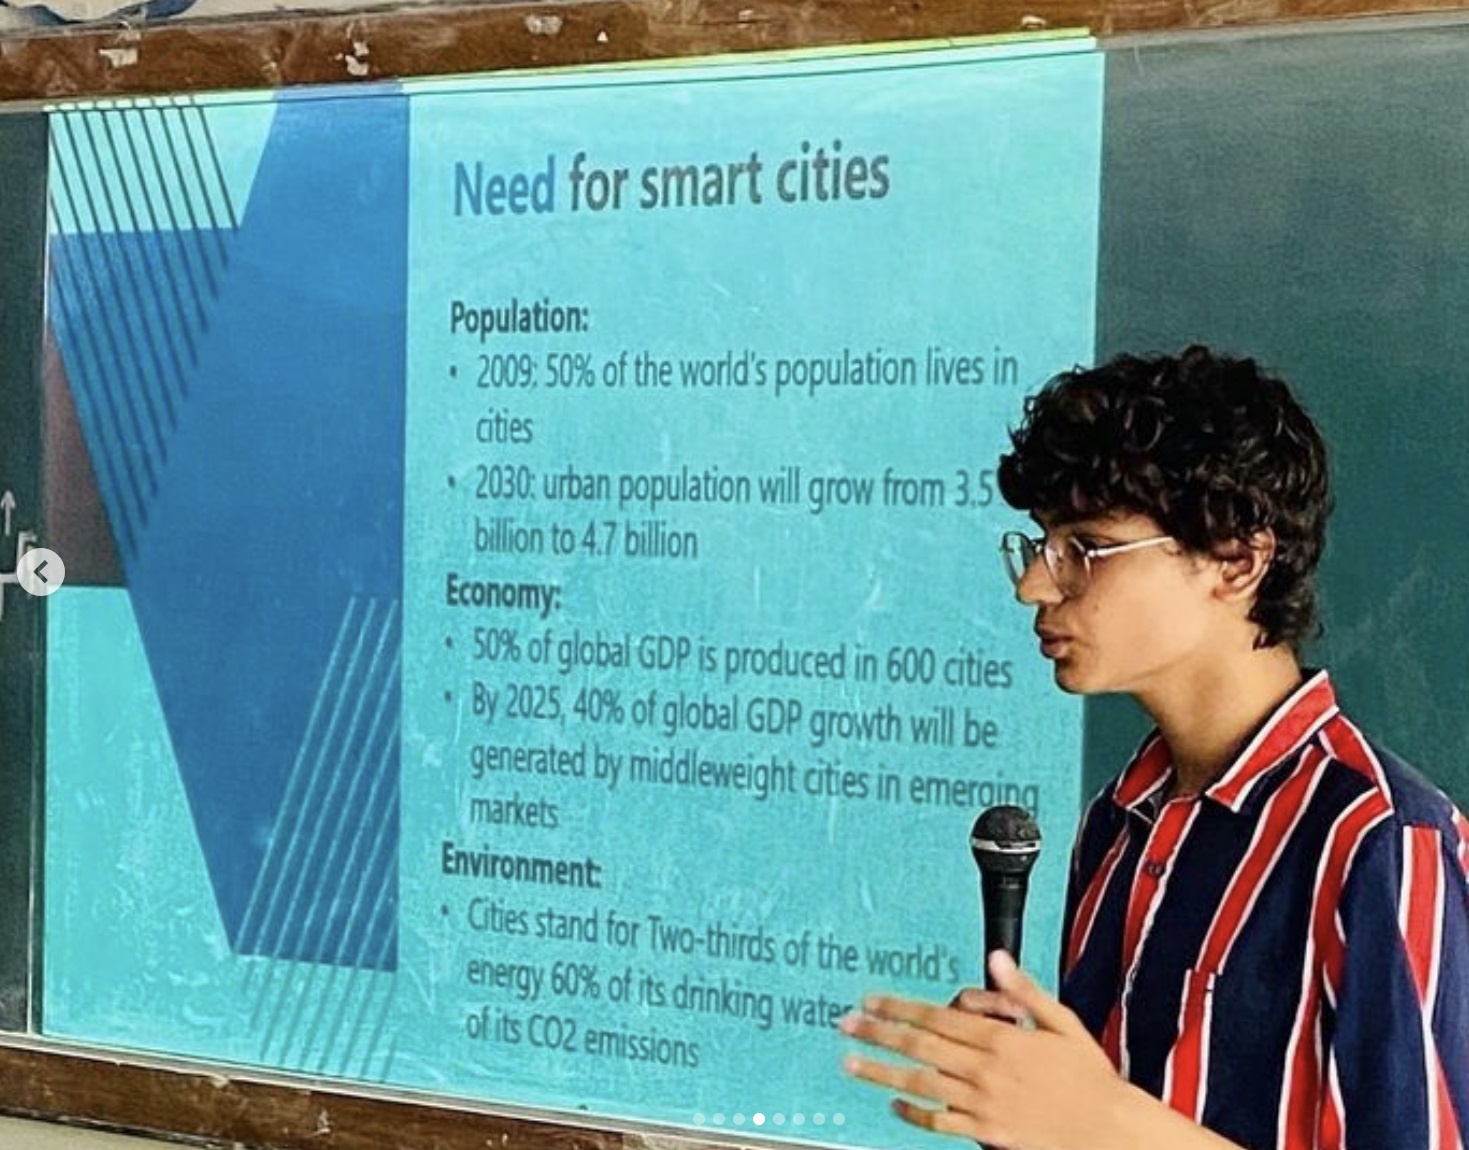 Need for smart cities
Population:
• 2009: 50% of the world's population lives in
cities
• 2030: urban population will grow from 3.5
billion to 4.7 billion
Economy:
• 50% of global GDP is produced in 600 cities
• By 2025, 40% of global GDP growth will be
generated by middleweight cities in emerging
markets
Environment:
• Cities stand for Two-thirds of the world's
energy 60% of its drinking water
of its CO2 emissions